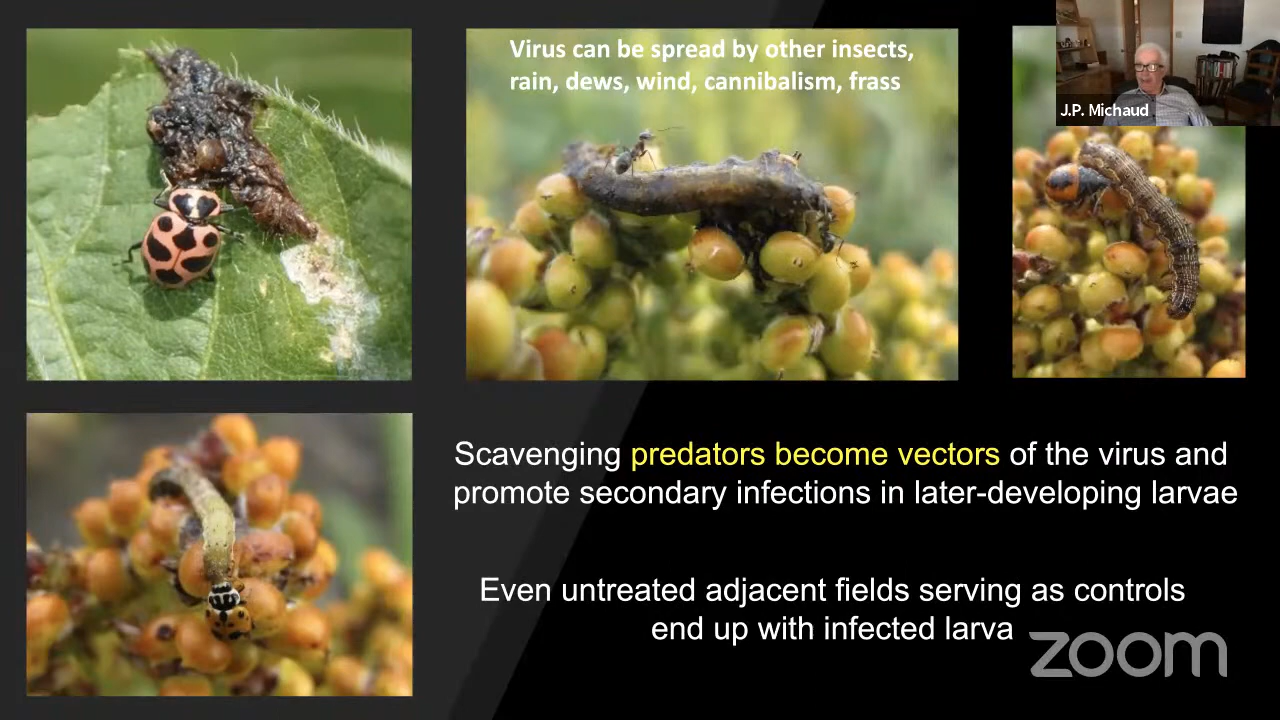 Virus can be spread by other insects,
rain, dews, wind, cannibalism, frass
J.P. Michaud
Scavenging predators become vectors of the virus and
promote secondary infections in later-developing larvae
Even untreated adjacent fields serving as controls
end up with infected larva
zoom